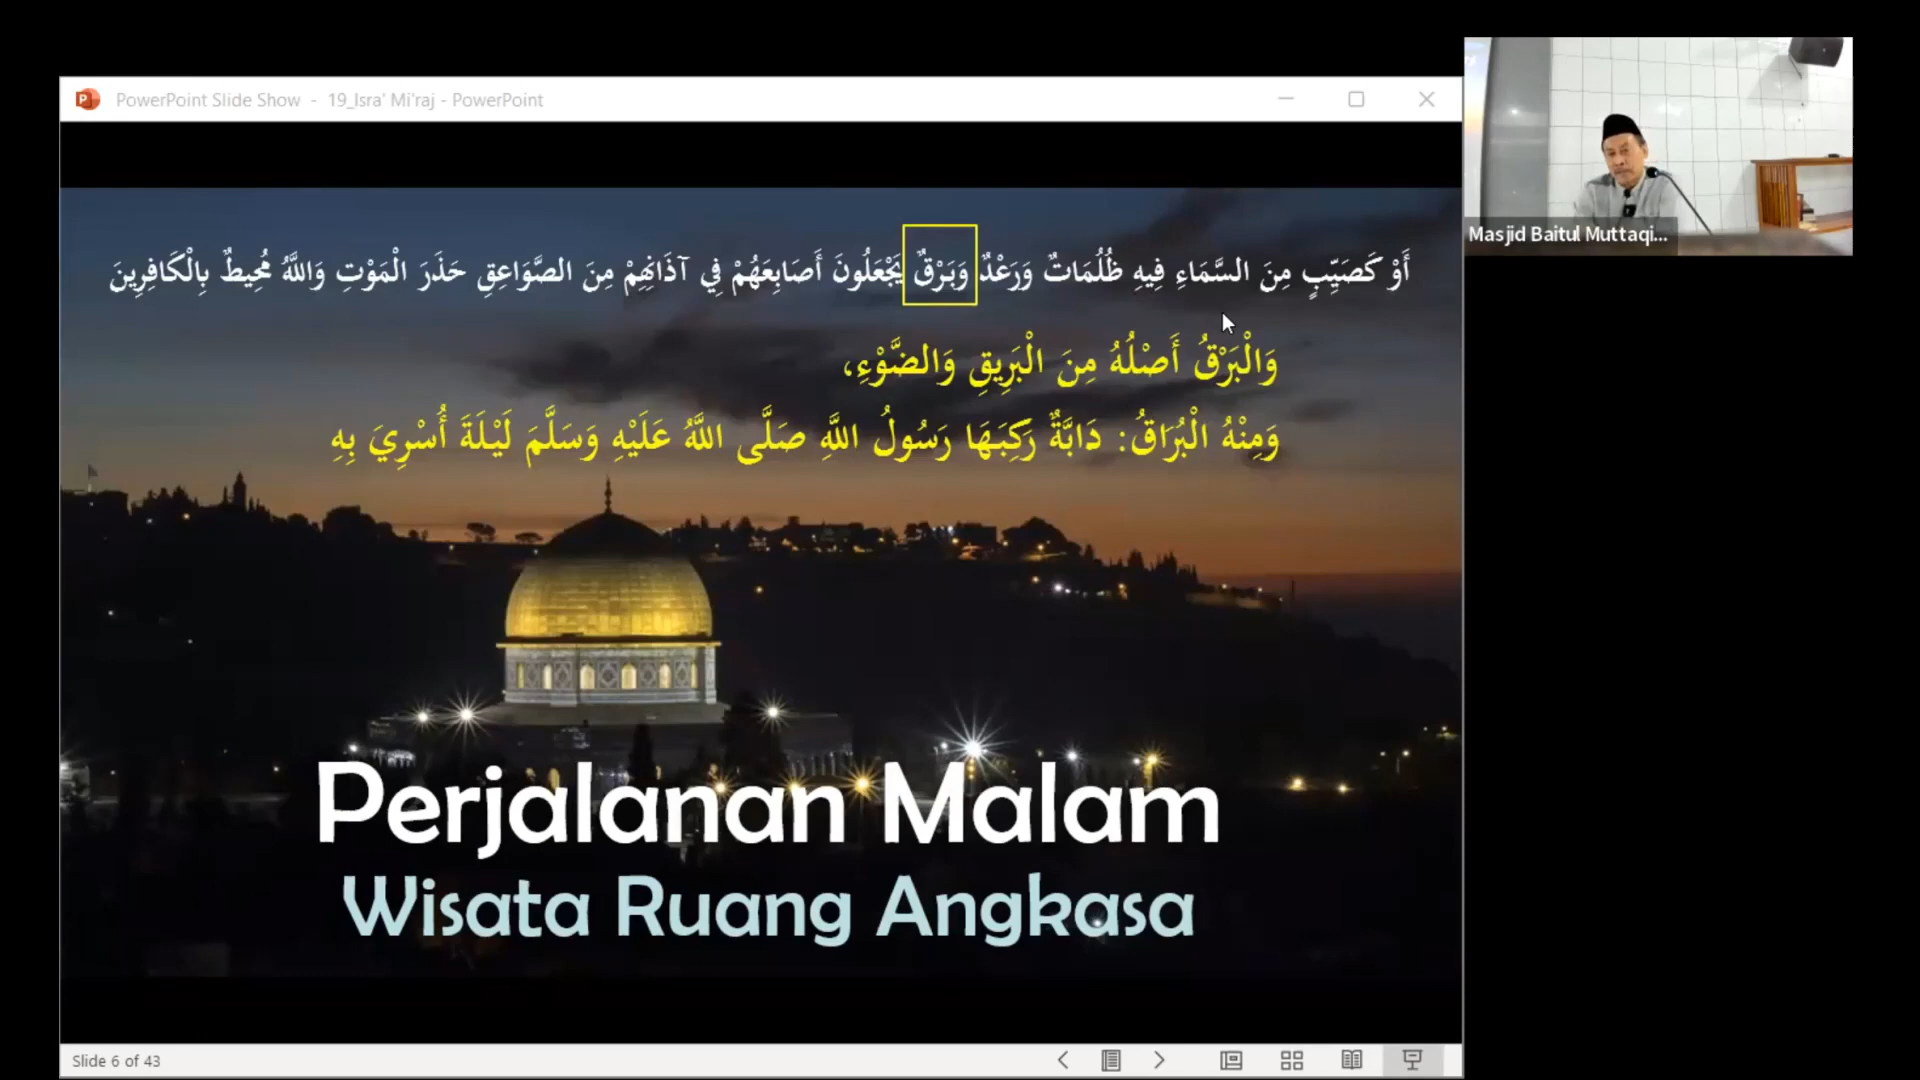 PowerPoint Slide Show - 19_Isra' Mi'raj - PowerPoint
أَوْ كَصَيِّبٍ مِنَ السَّمَاءِ فِيهِ ظُلُمَاتٌ وَرَعْدٌ وَبَرْقٌ يَجْعَلُونَ أَصَابِعَهُمْ فِي آذَانِهِمْ مِنَ الصَّوَاعِقِ حَذَرَ الْمَوْتِ وَاللَّهُ مُحِيطٌ بِالْكَافِرِينَ
وَالْبَرْقُ أَصْلُهُ مِنَ الْبَرِيقِ وَالضَّوْءِ،
وَمِنْهُ الْبُرَاقُ: دَابَّةٌ رَكِبَهَا رَسُولُ اللَّهِ صَلَّى اللَّهُ عَلَيْهِ وَسَلَّمَ لَيْلَةَ أُسْرِيَ بِهِ
Perjalanan Malam
Wisata Ruang Angkasa
Slide 6 of 43
Masjid Baitul Muttaqi...